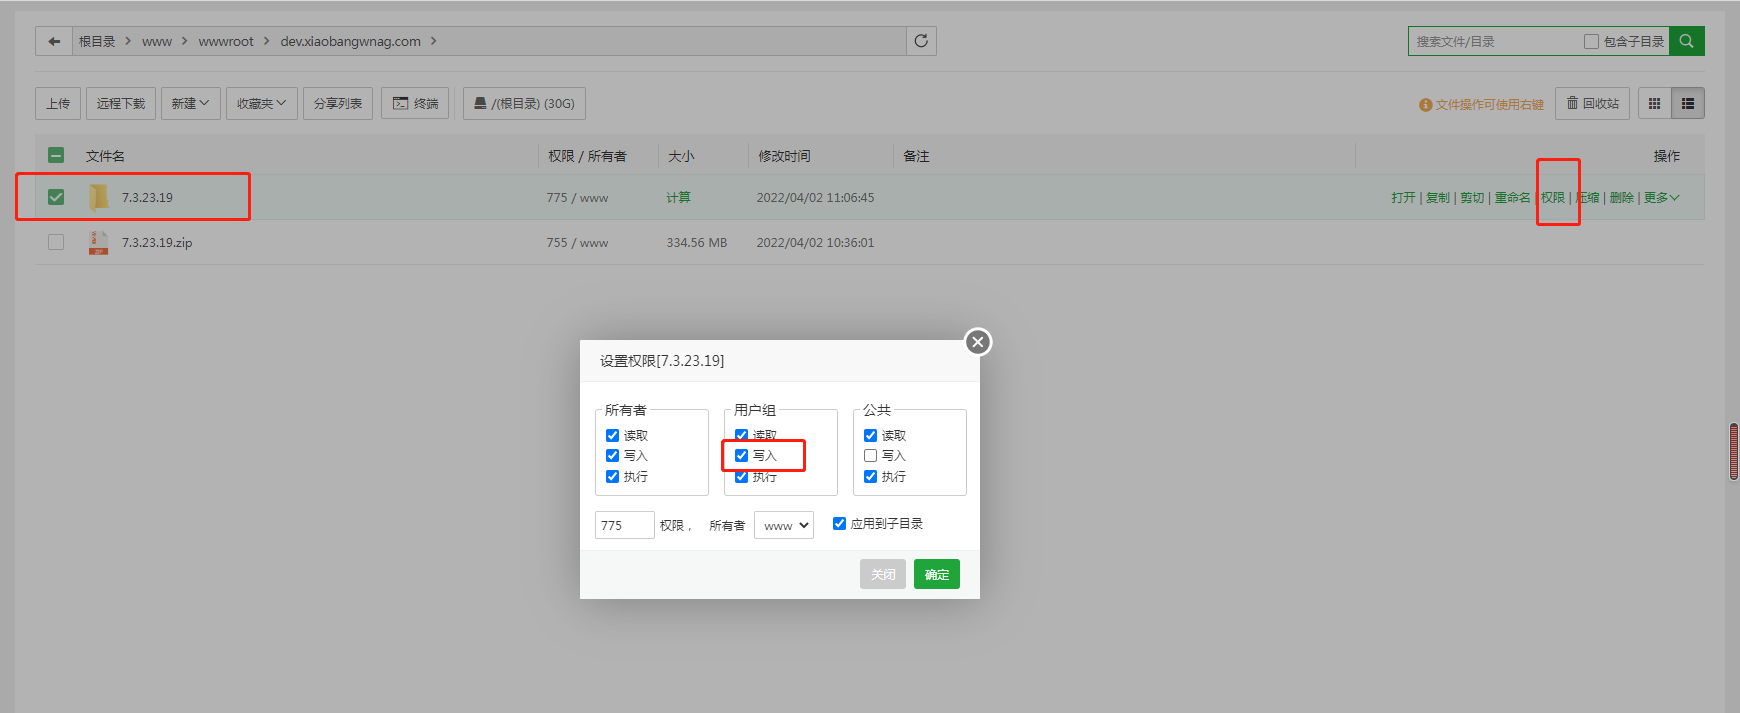 根目录 > www > wwwroot > dev.xiaobangwnag.com >
搜索文件/目录 包含子目录
上传 远程下载 新建 收藏夹 分享列表 终端 /(根目录) (30G)
文件操作可使用右键 回收站
文件名 权限 / 所有者 大小 修改时间 备注 操作
7.3.23.19 775 / www 计算 2022/04/02 11:06:45 打开 | 复制 | 剪切 | 重命名 | 权限 | 压缩 | 删除 | 更多
7.3.23.19.zip 755 / www 334.56 MB 2022/04/02 10:36:01
设置权限[7.3.23.19]
所有者 用户组 公共
读取 读取 读取
写入 写入 写入
执行 执行 执行
775 权限， 所有者 www 应用到子目录
关闭 确定